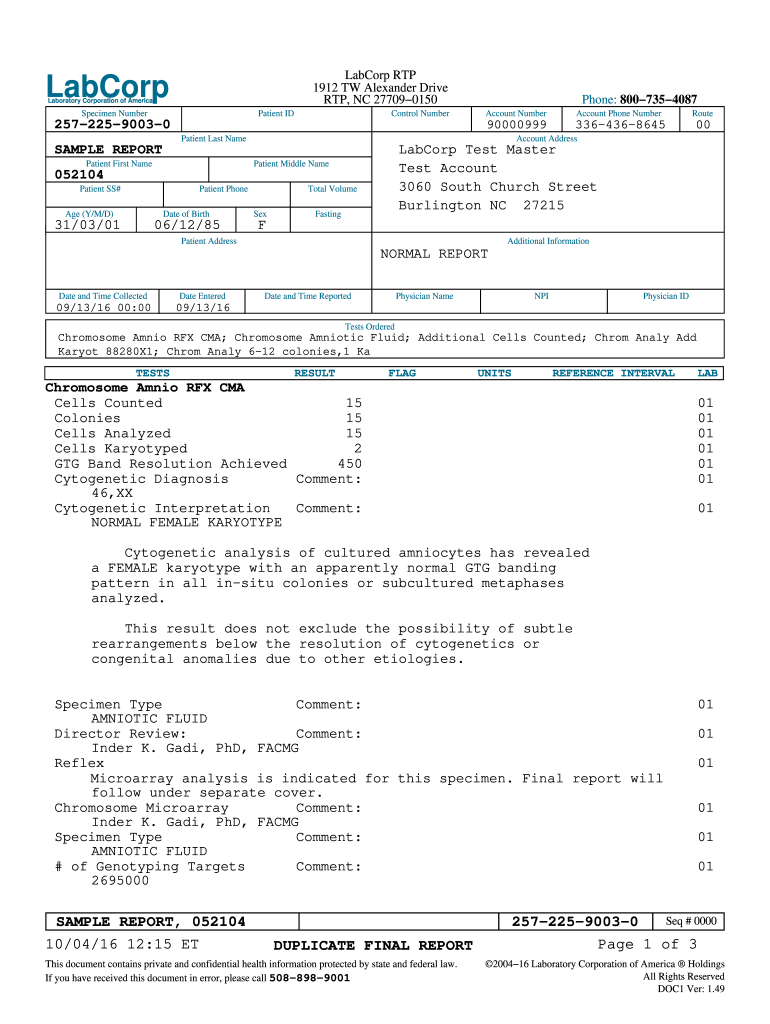 LabCorp
Laboratory Corporation of America
LabCorp RTP
1912 TW Alexander Drive
RTP, NC 27709-0150
Phone: 800-735-4087
Specimen Number
257-225-9003-0
Patient ID
Control Number
Account Number
90000999
Account Phone Number
336-436-8645
Route
00
Patient Last Name
SAMPLE REPORT
Account Address
LabCorp Test Master
Test Account
3060 South Church Street
Burlington NC 27215
Patient First Name
052104
Patient Middle Name
Patient SS#
Patient Phone
Total Volume
Age (Y/M/D)
31/03/01
Date of Birth
06/12/85
Sex
F
Fasting
Patient Address
Additional Information
NORMAL REPORT
Date and Time Collected
09/13/16 00:00
Date Entered
09/13/16
Date and Time Reported
Physician Name
NPI
Physician ID
Tests Ordered
Chromosome Amnio RFX CMA; Chromosome Amniotic Fluid; Additional Cells Counted; Chrom Analy Add
Karyot 88280X1; Chrom Analy 6-12 colonies,1 Ka
TESTS RESULT FLAG UNITS REFERENCE INTERVAL LAB
Chromosome Amnio RFX CMA
Cells Counted 15 01
Colonies 15 01
Cells Analyzed 15 01
Cells Karyotyped 2 01
GTG Band Resolution Achieved 450 01
Cytogenetic Diagnosis Comment: 01
46,XX
Cytogenetic Interpretation Comment: 01
NORMAL FEMALE KARYOTYPE
Cytogenetic analysis of cultured amniocytes has revealed
a FEMALE karyotype with an apparently normal GTG banding
pattern in all in-situ colonies or subcultured metaphases
analyzed.
This result does not exclude the possibility of subtle
rearrangements below the resolution of cytogenetics or
congenital anomalies due to other etiologies.
Specimen Type Comment: 01
AMNIOTIC FLUID
Director Review: Comment: 01
Inder K. Gadi, PhD, FACMG
Reflex 01
Microarray analysis is indicated for this specimen. Final report will
follow under separate cover.
Chromosome Microarray Comment: 01
Inder K. Gadi, PhD, FACMG
Specimen Type Comment: 01
AMNIOTIC FLUID
# of Genotyping Targets Comment: 01
2695000
SAMPLE REPORT, 052104 257-225-9003-0 Seq # 0000
10/04/16 12:15 ET DUPLICATE FINAL REPORT Page 1 of 3
This document contains private and confidential health information protected by state and federal law.
If you have received this document in error, please call 508-898-9001
©2004-16 Laboratory Corporation of America ® Holdings
All Rights Reserved
DOC1 Ver: 1.49